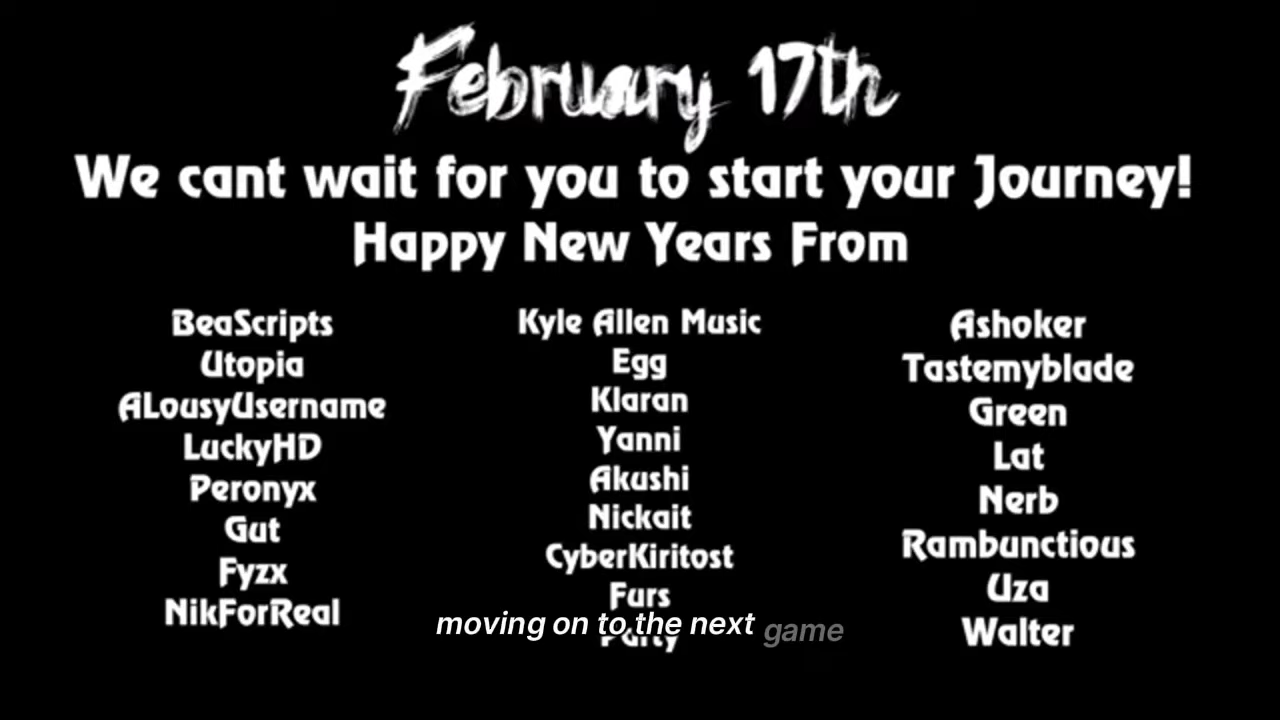 February 17th
We cant wait for you to start your Journey!
Happy New Years From
BeaScripts
Utopia
ALousyUsername
LuckyHD
Peronyx
Gut
Fyzx
NikForReal
Kyle Allen Music
Egg
Klaran
Yanni
Akushi
Nickait
CyberKiritost
Furs
Party
Ashoker
Tastemyblade
Green
Lat
Nerb
Rambunctious
Uza
Walter
moving on to the next game